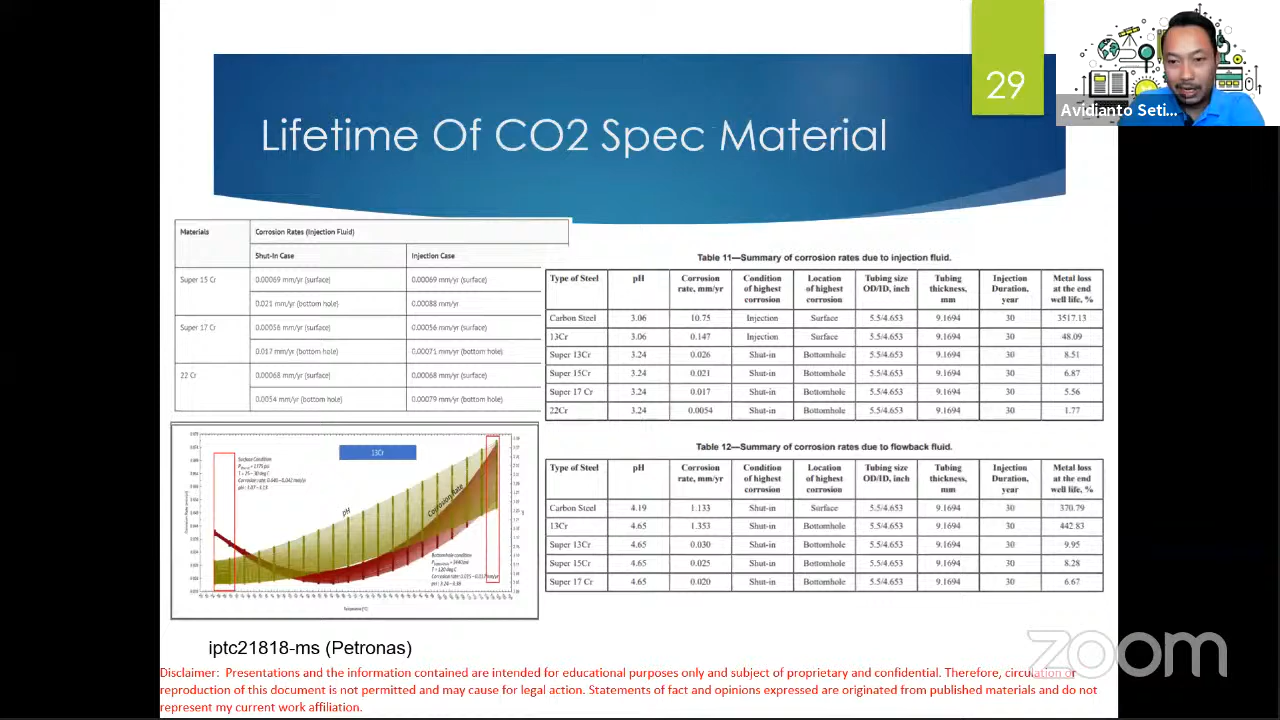 29
Avidianto Seti...
Lifetime Of CO2 Spec Material
Materials Corrosion Rates (Injection Fluid)
Shut-In Case Injection Case
Super 15 Cr 0.00069 mm/yr (surface) 0.00069 mm/yr (surface)
0.021 mm/yr (bottom hole) 0.00088 mm/yr
Super 17 Cr 0.00056 mm/yr (surface) 0.00056 mm/yr (surface)
0.017 mm/yr (bottom hole) 0.00071 mm/yr (bottom hole)
22 Cr 0.00068 mm/yr (surface) 0.00068 mm/yr (surface)
0.0054 mm/yr (bottom hole) 0.00079 mm/yr (bottom hole)
Table 11—Summary of corrosion rates due to injection fluid.
Type of Steel pH Corrosion rate, mm/yr Condition of highest corrosion Location of highest corrosion Tubing size OD/ID, inch Tubing thickness, mm Injection Duration, year Metal loss at the end well life, %
Carbon Steel 3.06 10.75 Injection Surface 5.5/4.653 9.1694 30 3517.13
13Cr 3.06 0.147 Injection Surface 5.5/4.653 9.1694 30 48.09
Super 13Cr 3.24 0.026 Shut-in Bottomhole 5.5/4.653 9.1694 30 8.51
Super 15Cr 3.24 0.021 Shut-in Bottomhole 5.5/4.653 9.1694 30 6.87
Super 17 Cr 3.24 0.017 Shut-in Bottomhole 5.5/4.653 9.1694 30 5.56
22Cr 3.24 0.0054 Shut-in Bottomhole 5.5/4.653 9.1694 30 1.77
Table 12—Summary of corrosion rates due to flowback fluid.
Type of Steel pH Corrosion rate, mm/yr Condition of highest corrosion Location of highest corrosion Tubing size OD/ID, inch Tubing thickness, mm Injection Duration, year Metal loss at the end well life, %
Carbon Steel 4.19 1.133 Shut-in Surface 5.5/4.653 9.1694 30 370.79
13Cr 4.65 1.353 Shut-in Bottomhole 5.5/4.653 9.1694 30 442.83
Super 13Cr 4.65 0.030 Shut-in Bottomhole 5.5/4.653 9.1694 30 9.95
Super 15Cr 4.65 0.025 Shut-in Bottomhole 5.5/4.653 9.1694 30 8.28
Super 17 Cr 4.65 0.020 Shut-in Bottomhole 5.5/4.653 9.1694 30 6.67
13Cr
Surface Condition
pH
Corrosion Rate
Bottomhole condition
iptc21818-ms (Petronas)
zoom
Disclaimer: Presentations and the information contained are intended for educational purposes only and subject of proprietary and confidential. Therefore, circulation or
reproduction of this document is not permitted and may cause for legal action. Statements of fact and opinions expressed are originated from published materials and do not
represent my current work affiliation.